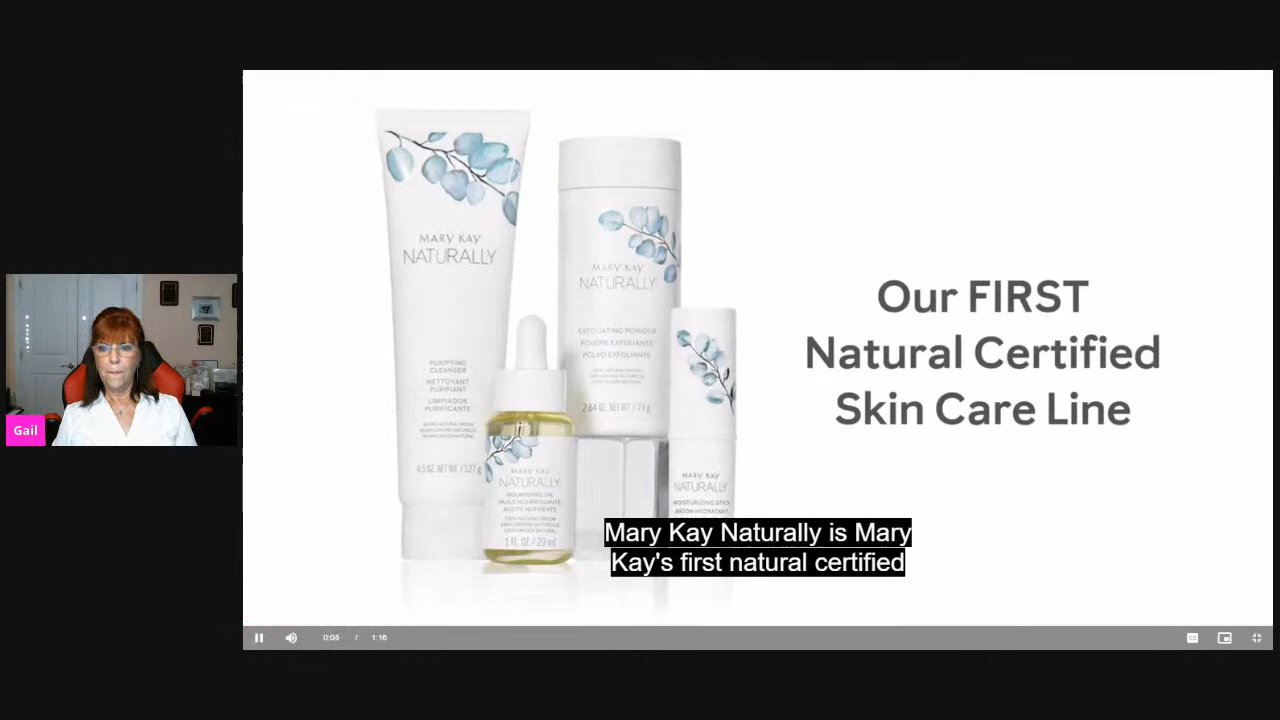 Gail
MARY KAY
NATURALLY
PURIFYING
CLEANSER
NETTOYANT
PURIFIANT
LIMPIADOR
PURIFICANTE
4.5 OZ. NET WT. / 127 g
MARY KAY
NATURALLY
NOURISHING OIL
HUILE NOURRISSANTE
ACEITE NUTRIENTE
1 FL. OZ. / 29 ml
MARY KAY
NATURALLY
EXFOLIATING POWDER
POUDRE EXFOLIANTE
POLVO EXFOLIANTE
2.64 OZ. NET WT. / 74 g
MARY KAY
NATURALLY
MOISTURIZING STICK
BÂTON HYDRATANT
Our FIRST
Natural Certified
Skin Care Line
Mary Kay Naturally is Mary
Kay's first natural certified
0:05 / 1:16
CC